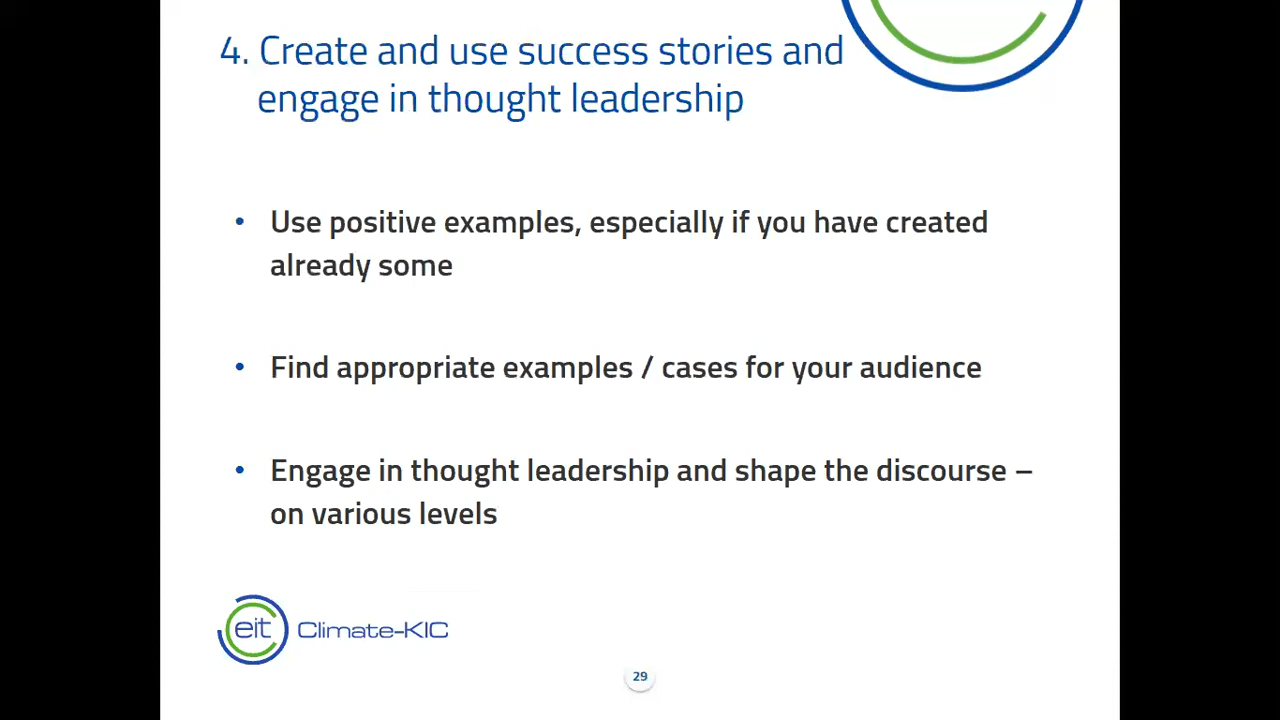 4. Create and use success stories and
engage in thought leadership
• Use positive examples, especially if you have created
already some
• Find appropriate examples / cases for your audience
• Engage in thought leadership and shape the discourse –
on various levels
eit Climate-KIC
29